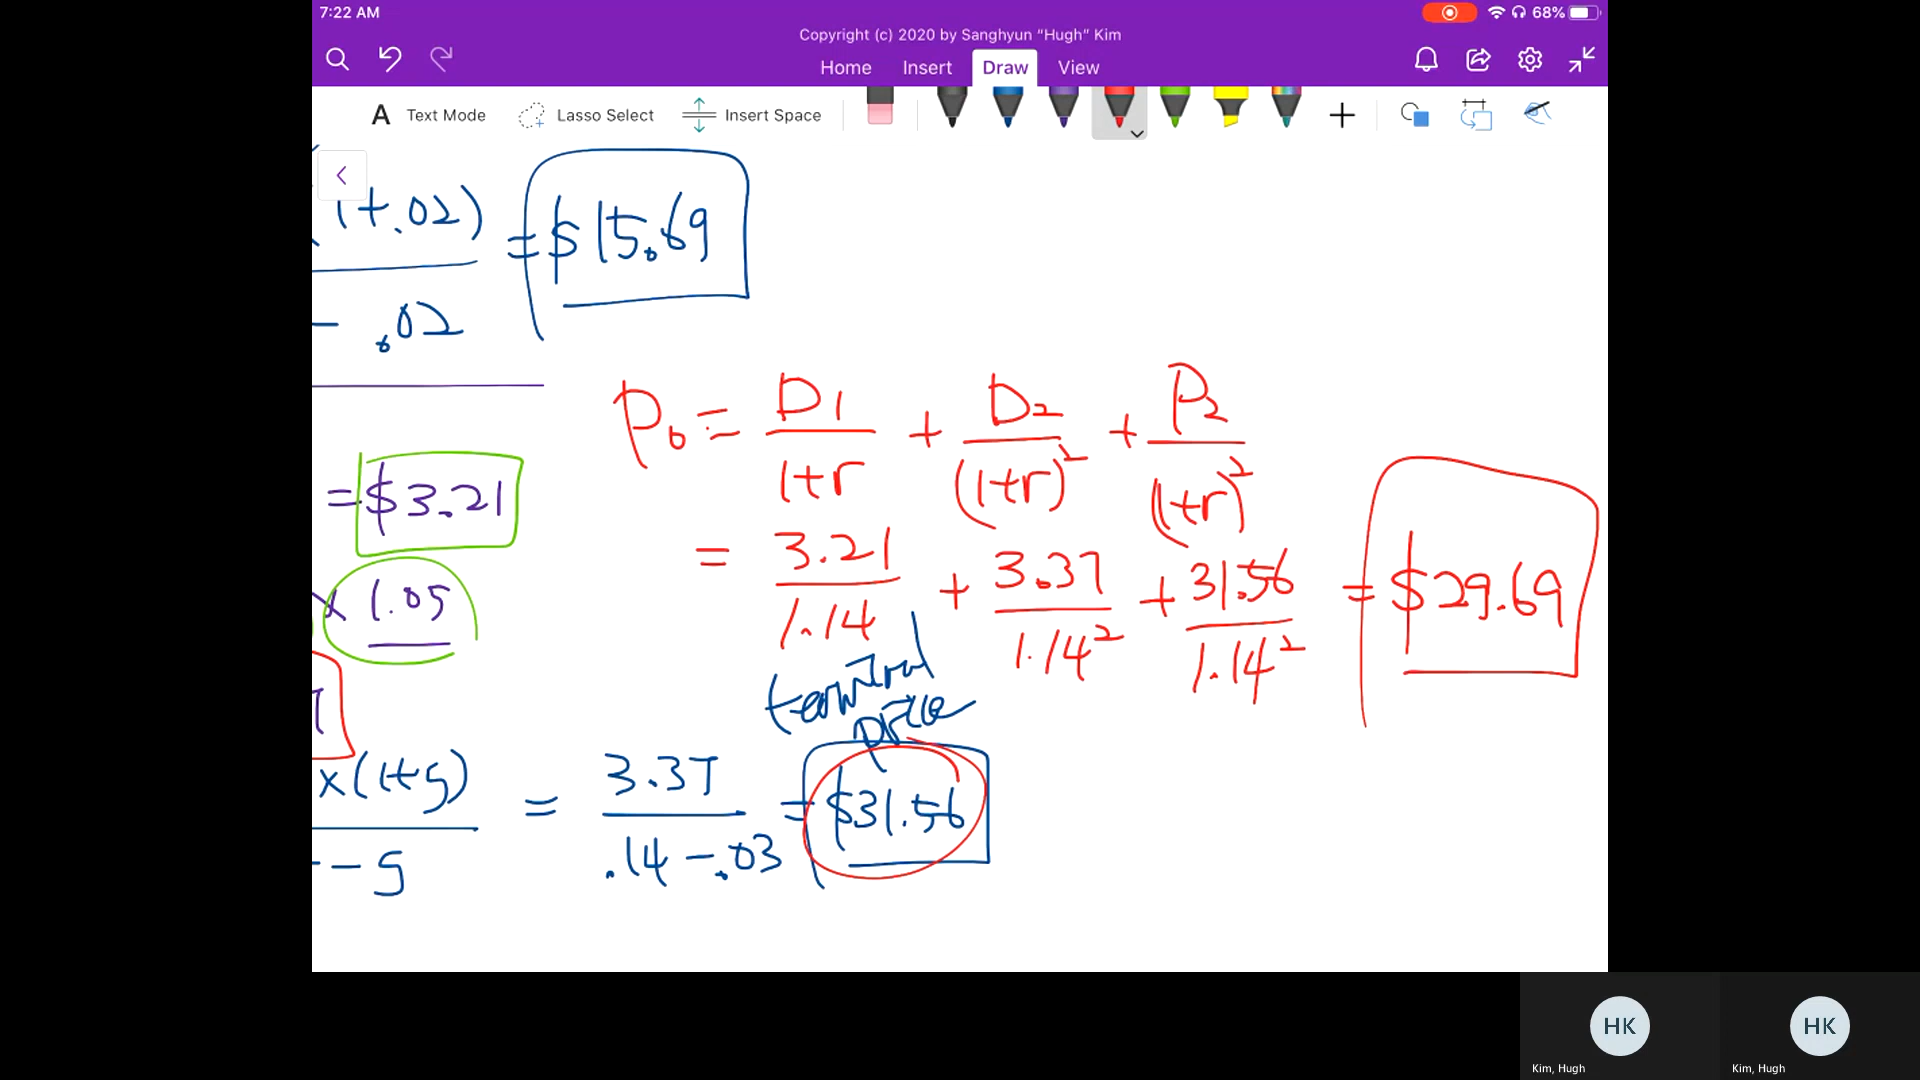 7:22 AM
68%
Copyright (c) 2020 by Sanghyun “Hugh” Kim
Home Insert Draw View
A Text Mode Lasso Select Insert Space
(1+.02)
- .02
= $15.69
= $3.21
x 1.05
P0 = D1/1+r + D2/(1+r)^2 + P2/(1+r)^2
= 3.21/1.14 + 3.37/1.14^2 + 31.56/1.14^2 = $29.69
terminal
price
x(1+g)
- g
= 3.37/.14 - .03 = $31.56
HK HK
Kim, Hugh Kim, Hugh